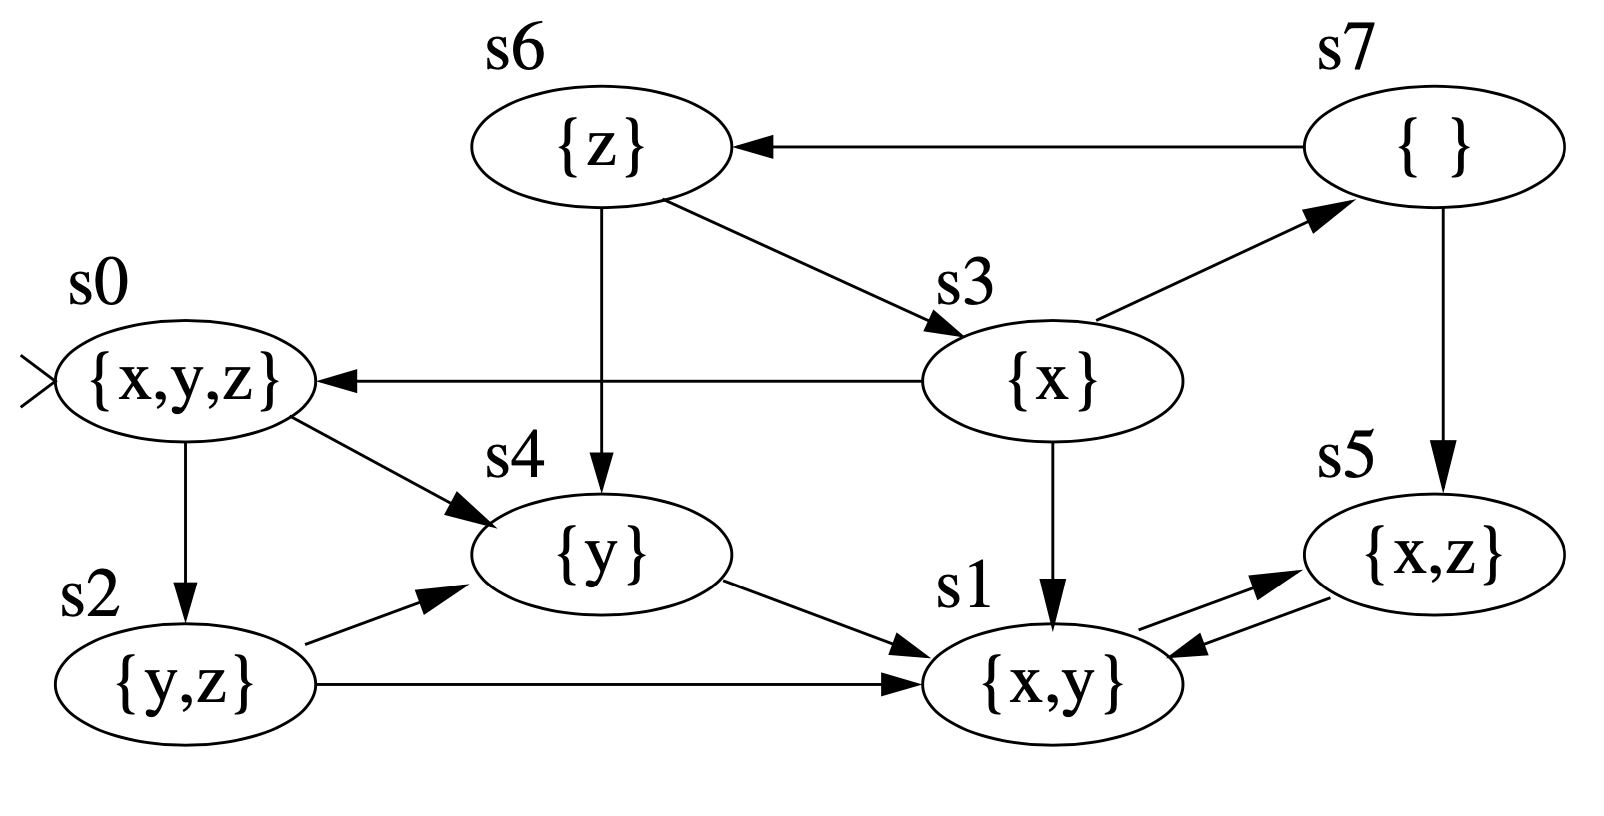 s6
s7
{z}
{ }
s0
s3
{x,y,z}
{x}
s4
s5
{y}
{x,z}
s2
s1
{y,z}
{x,y}